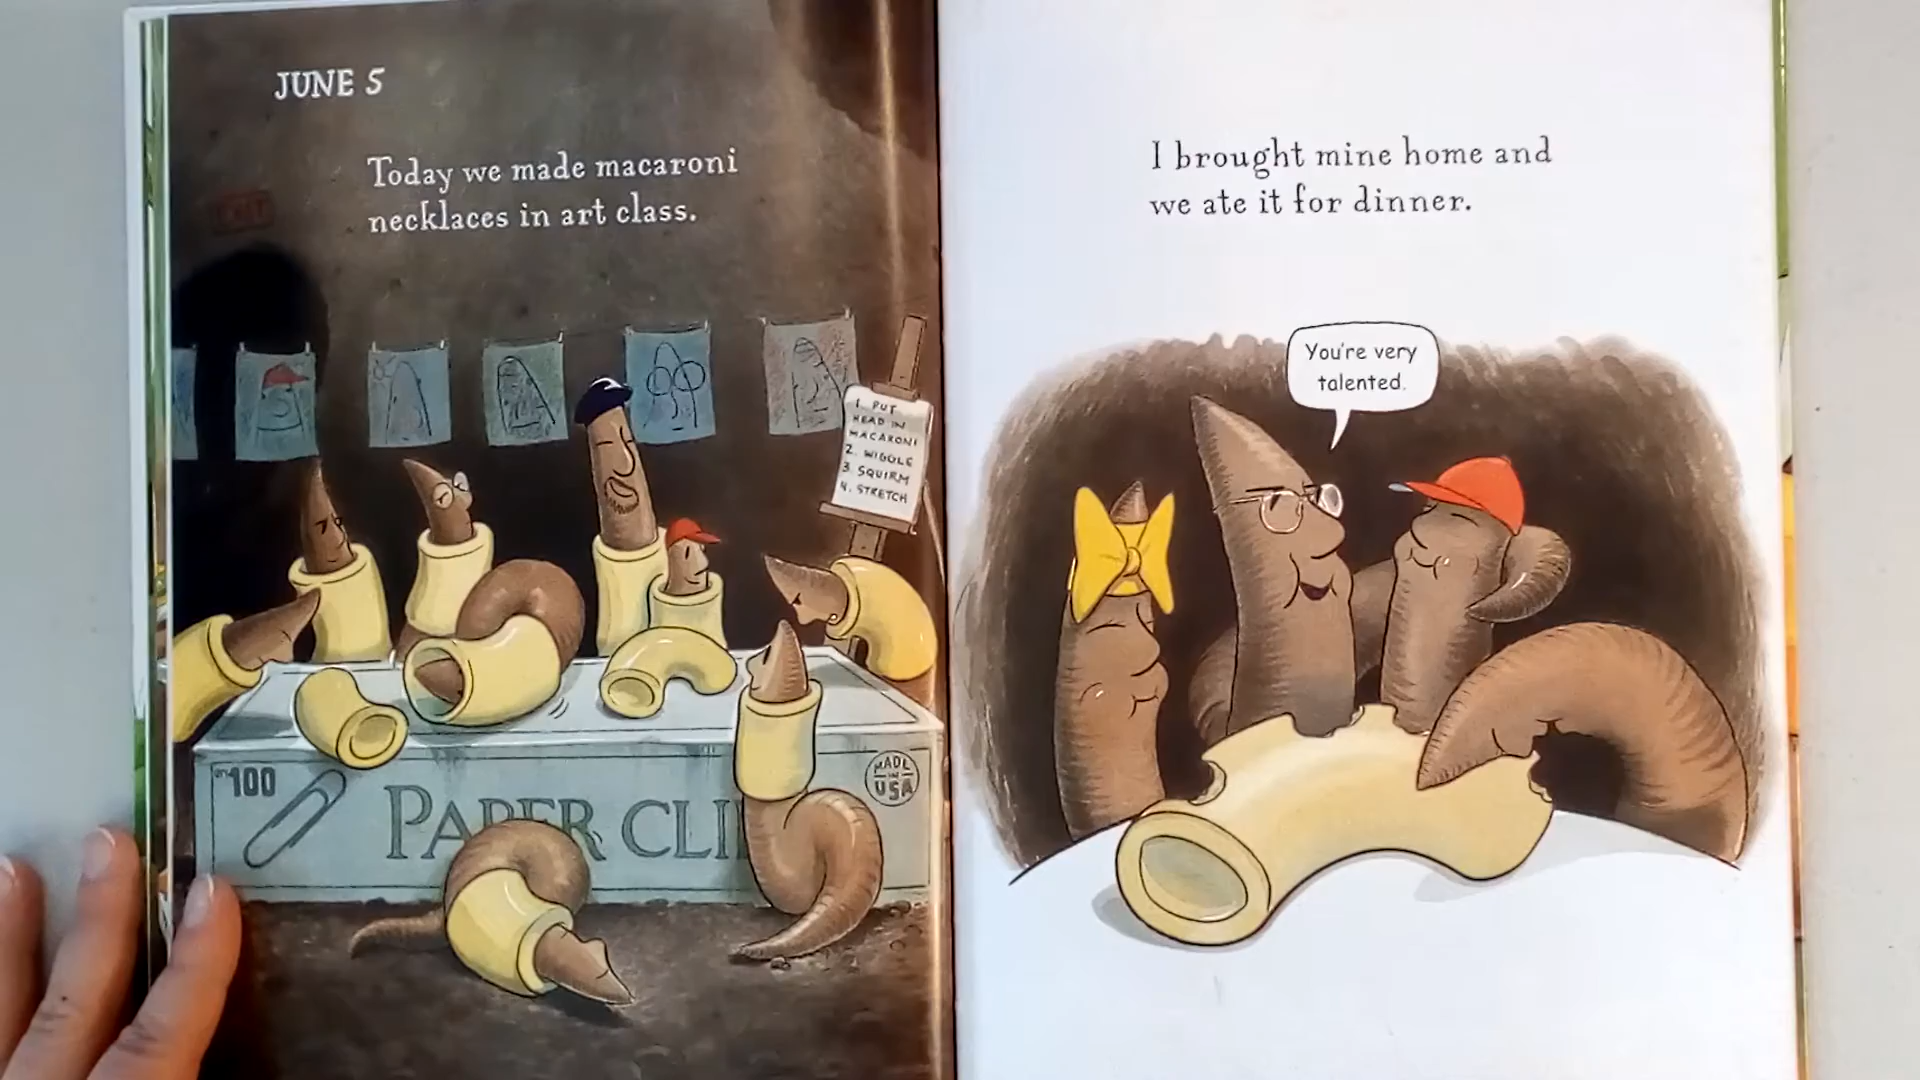 JUNE 5
Today we made macaroni
necklaces in art class.
EXIT
1. PUT
HEAD IN
MACARONI
2. WIGGLE
3. SQUIRM
4. STRETCH
100
PAPER CLI
MADE
IN
USA
I brought mine home and
we ate it for dinner.
You're very
talented.